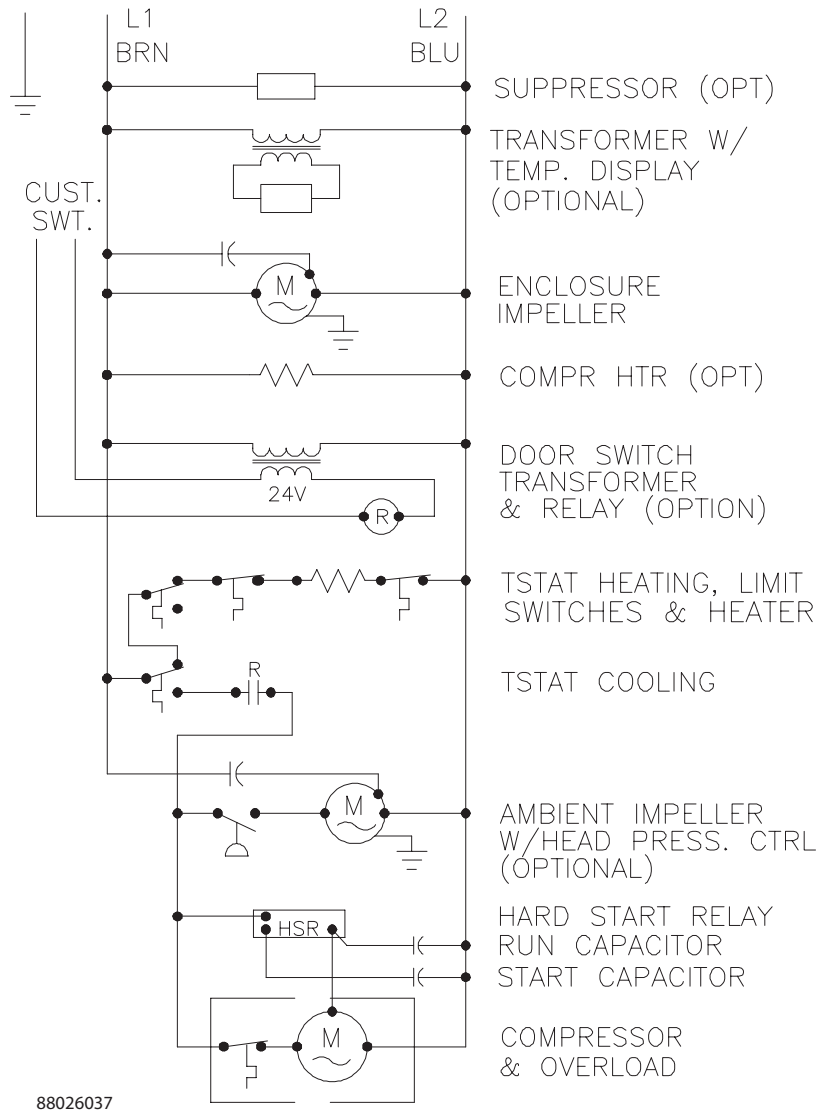 L1
BRN
L2
BLU
SUPPRESSOR (OPT)
TRANSFORMER W/
TEMP. DISPLAY
(OPTIONAL)
CUST.
SWT.
M
ENCLOSURE
IMPELLER
COMPR HTR (OPT)
24V
R
DOOR SWITCH
TRANSFORMER
& RELAY (OPTION)
TSTAT HEATING, LIMIT
SWITCHES & HEATER
R
TSTAT COOLING
M
AMBIENT IMPELLER
W/HEAD PRESS. CTRL
(OPTIONAL)
HSR
HARD START RELAY
RUN CAPACITOR
START CAPACITOR
M
COMPRESSOR
& OVERLOAD
88026037